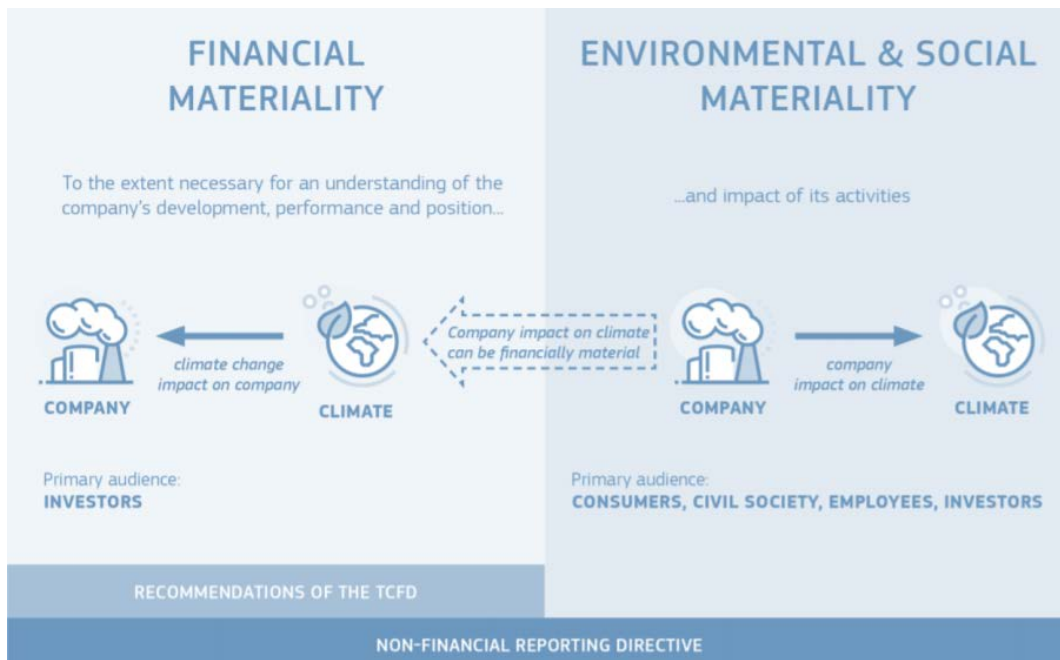 FINANCIAL
MATERIALITY
To the extent necessary for an understanding of the
company's development, performance and position...
climate change
impact on company
COMPANY
CLIMATE
Primary audience:
INVESTORS
RECOMMENDATIONS OF THE TCFD
Company impact on climate
can be financially material
ENVIRONMENTAL & SOCIAL
MATERIALITY
...and impact of its activities
company
impact on climate
COMPANY
CLIMATE
Primary audience:
CONSUMERS, CIVIL SOCIETY, EMPLOYEES, INVESTORS
NON-FINANCIAL REPORTING DIRECTIVE